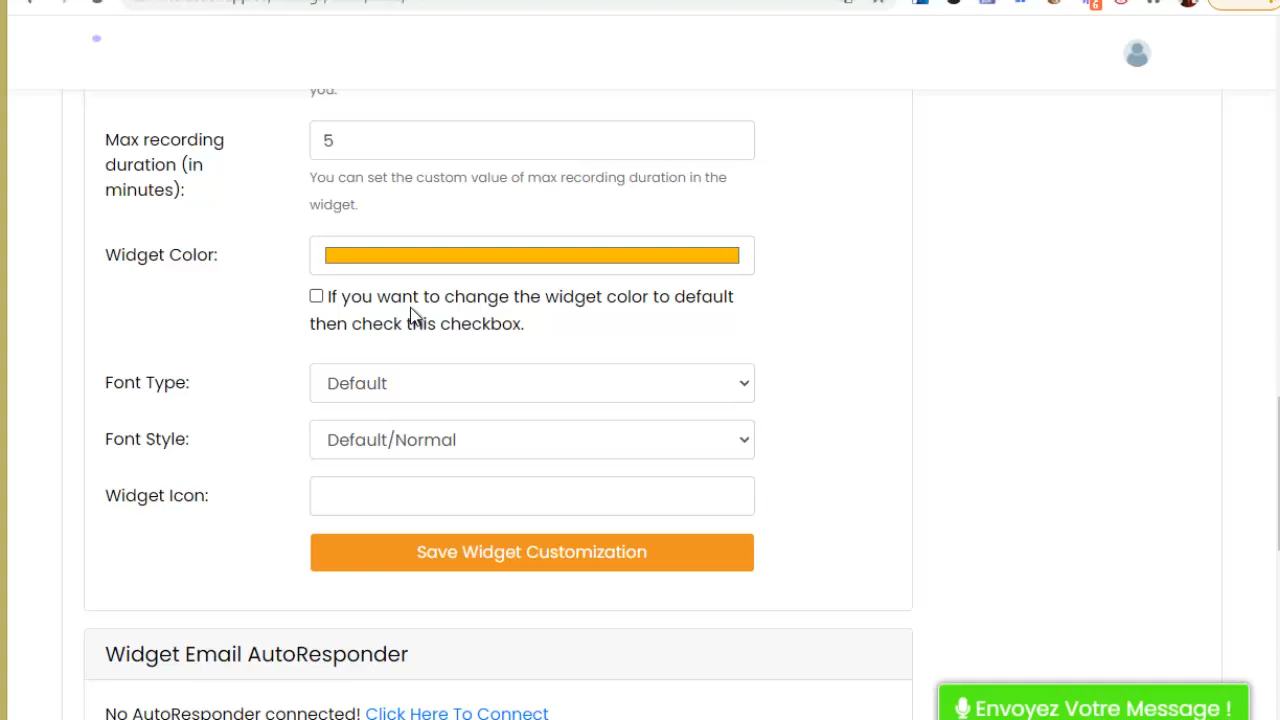 6
you.
Max recording
duration (in
minutes):
5
You can set the custom value of max recording duration in the
widget.
Widget Color:
If you want to change the widget color to default
then check this checkbox.
Font Type:
Default
Font Style:
Default/Normal
Widget Icon:
Save Widget Customization
Widget Email AutoResponder
No AutoResponder connected! Click Here To Connect
Envoyez Votre Message !